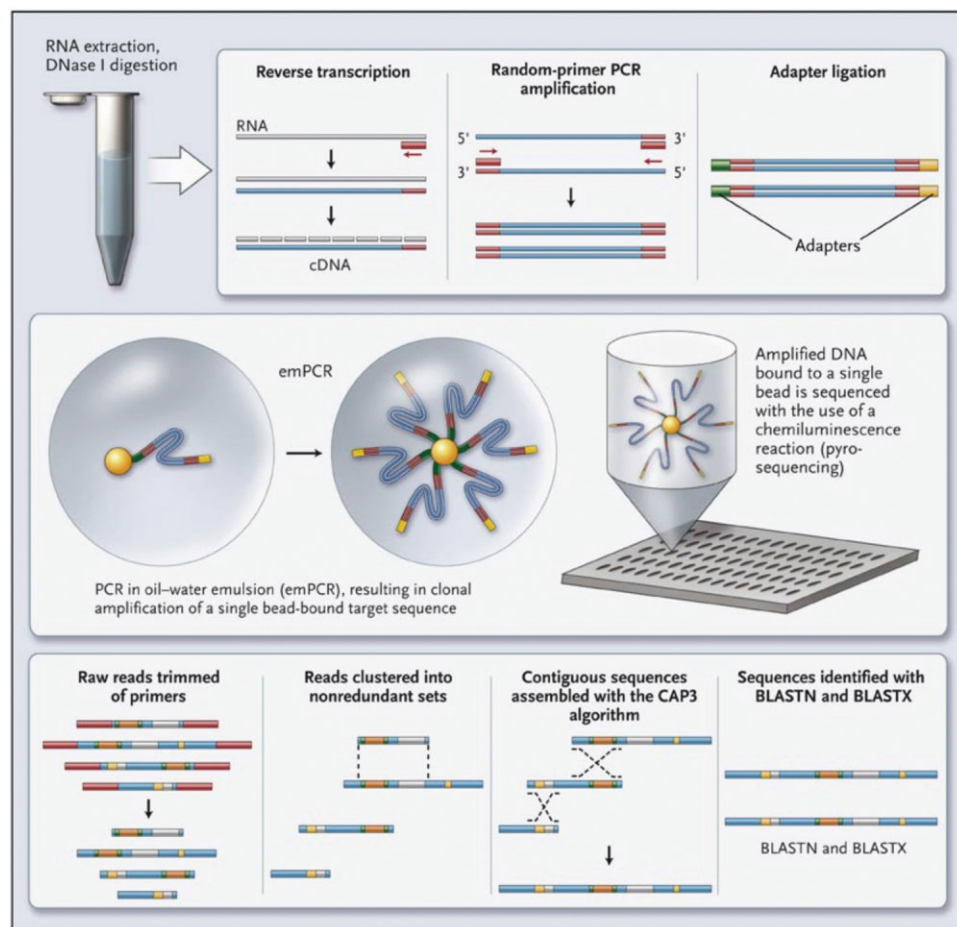 RNA extraction,
DNase I digestion
Reverse transcription
RNA
cDNA
Random-primer PCR
amplification
5'
3'
3'
5'
Adapter ligation
Adapters
emPCR
PCR in oil–water emulsion (emPCR), resulting in clonal
amplification of a single bead-bound target sequence
Amplified DNA
bound to a single
bead is sequenced
with the use of a
chemiluminescence
reaction (pyro-
sequencing)
Raw reads trimmed
of primers
Reads clustered into
nonredundant sets
Contiguous sequences
assembled with the CAP3
algorithm
Sequences identified with
BLASTN and BLASTX
BLASTN and BLASTX